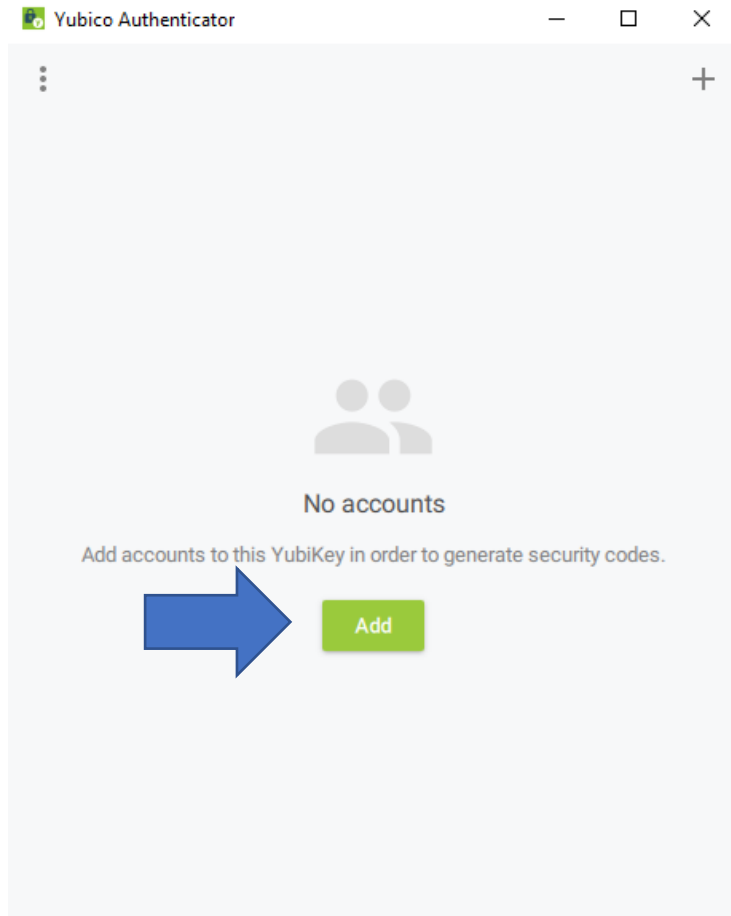 Yubico Authenticator
No accounts
Add accounts to this YubiKey in order to generate security codes.
Add